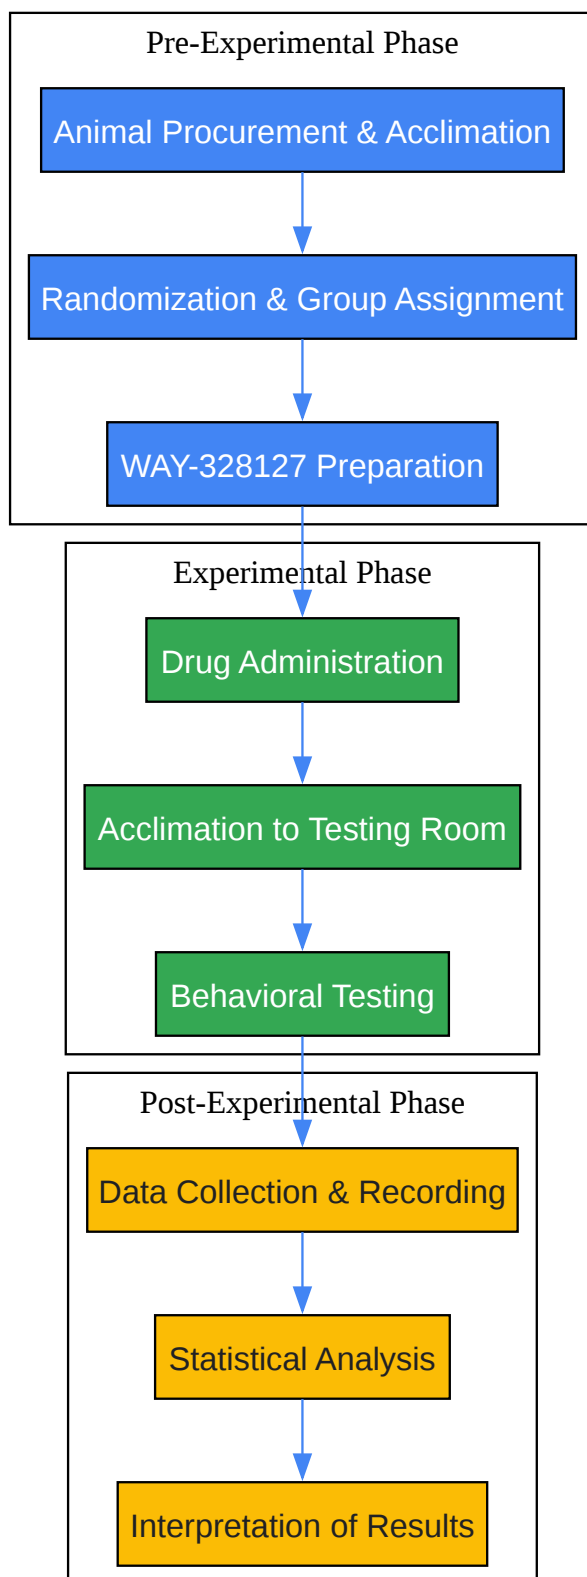 Pre-Experimental Phase
Animal Procurement & Acclimation
Randomization & Group Assignment
WAY-328127 Preparation
Experimental Phase
Drug Administration
Acclimation to Testing Room
Behavioral Testing
Post-Experimental Phase
Data Collection & Recording
Statistical Analysis
Interpretation of Results